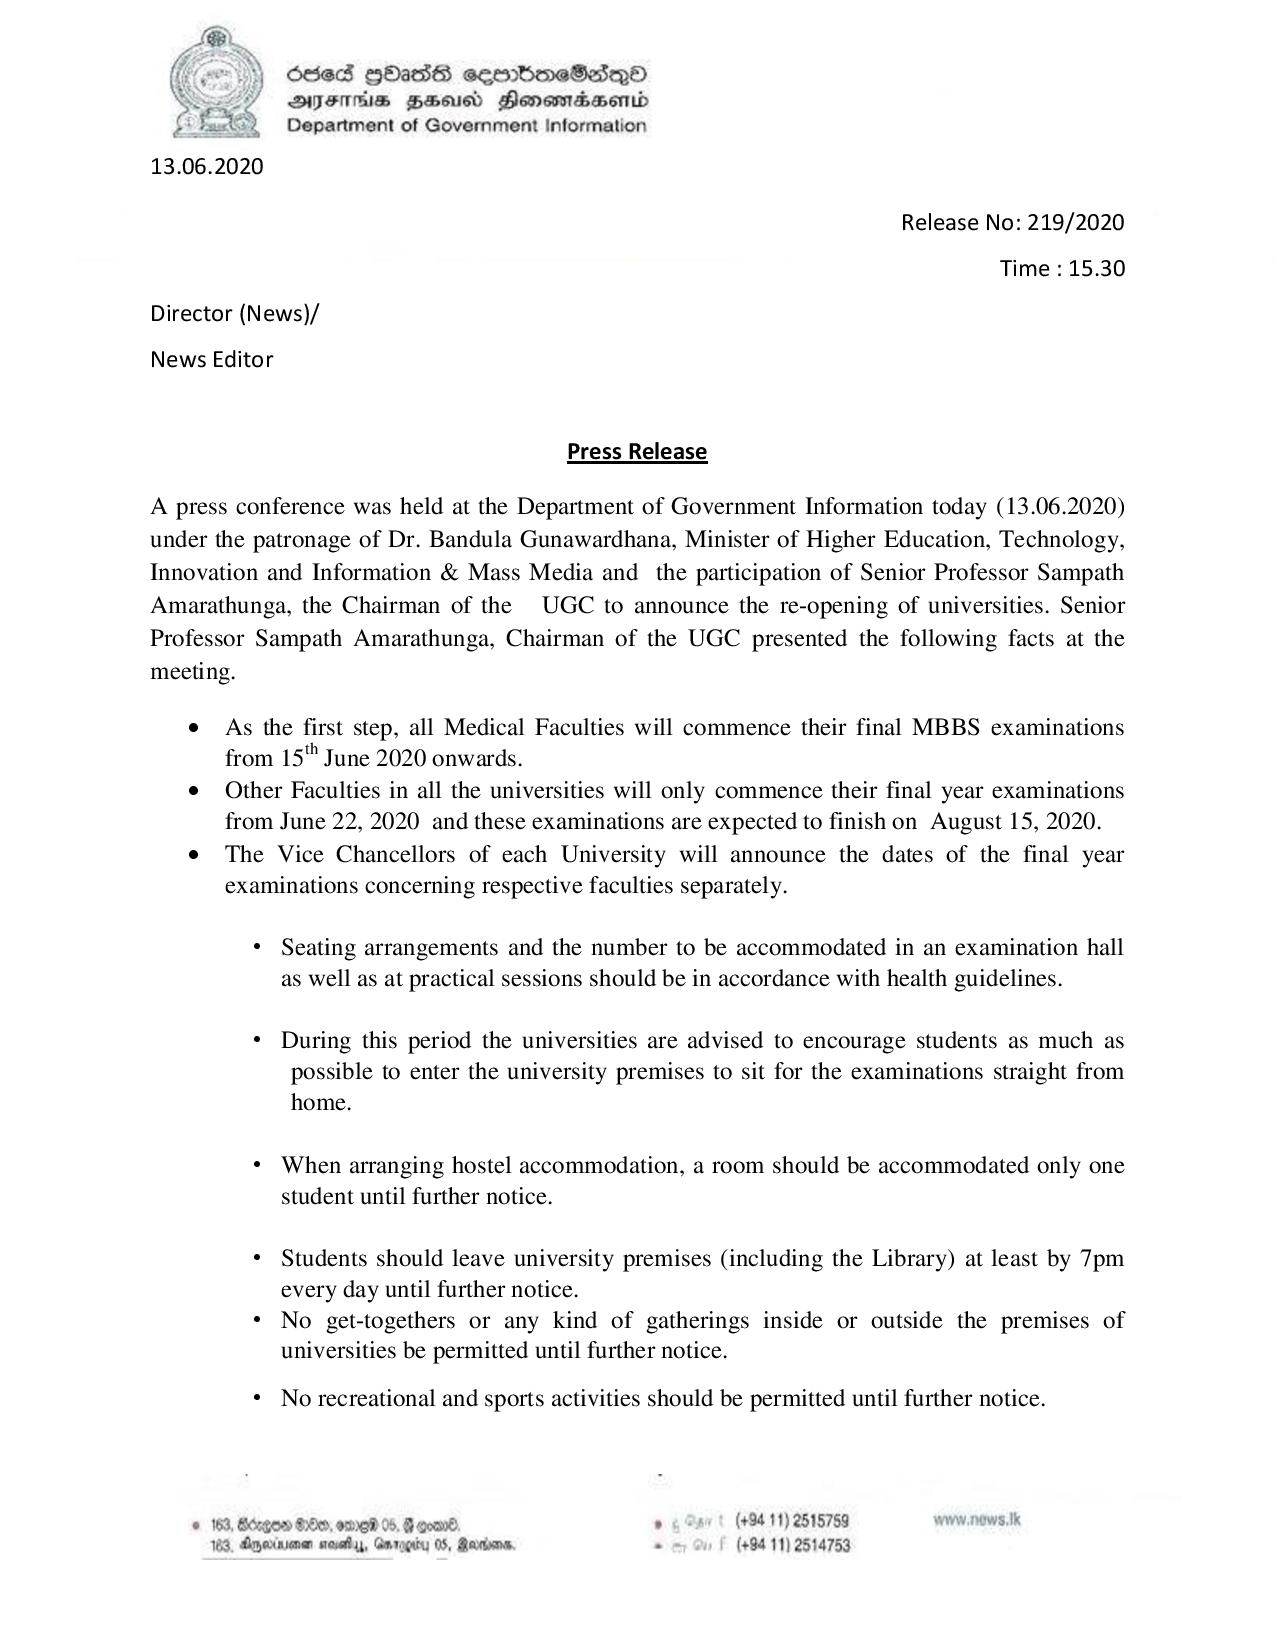 රජයේ ප්‍රවෘත්ති දෙපාර්තමේන්තුව
அரசாங்க தகவல் திணைக்களம்
Department of Government Information
13.06.2020
Release No: 219/2020
Time : 15.30
Director (News)/
News Editor
Press Release
A press conference was held at the Department of Government Information today (13.06.2020)
under the patronage of Dr. Bandula Gunawardhana, Minister of Higher Education, Technology,
Innovation and Information & Mass Media and the participation of Senior Professor Sampath
Amarathunga, the Chairman of the UGC to announce the re-opening of universities. Senior
Professor Sampath Amarathunga, Chairman of the UGC presented the following facts at the
meeting.
• As the first step, all Medical Faculties will commence their final MBBS examinations
from 15th June 2020 onwards.
• Other Faculties in all the universities will only commence their final year examinations
from June 22, 2020 and these examinations are expected to finish on August 15, 2020.
• The Vice Chancellors of each University will announce the dates of the final year
examinations concerning respective faculties separately.
• Seating arrangements and the number to be accommodated in an examination hall
as well as at practical sessions should be in accordance with health guidelines.
• During this period the universities are advised to encourage students as much as
possible to enter the university premises to sit for the examinations straight from
home.
• When arranging hostel accommodation, a room should be accommodated only one
student until further notice.
• Students should leave university premises (including the Library) at least by 7pm
every day until further notice.
• No get-togethers or any kind of gatherings inside or outside the premises of
universities be permitted until further notice.
• No recreational and sports activities should be permitted until further notice.
• 163, කිරුලපන මාවත, කොළඹ 05, ශ්‍රී ලංකාව.
163, கிருலப்பனை எவனியூ, கொழும்பு 05, இலங்கை.
(+94 11) 2515759
(+94 11) 2514753
www.news.lk